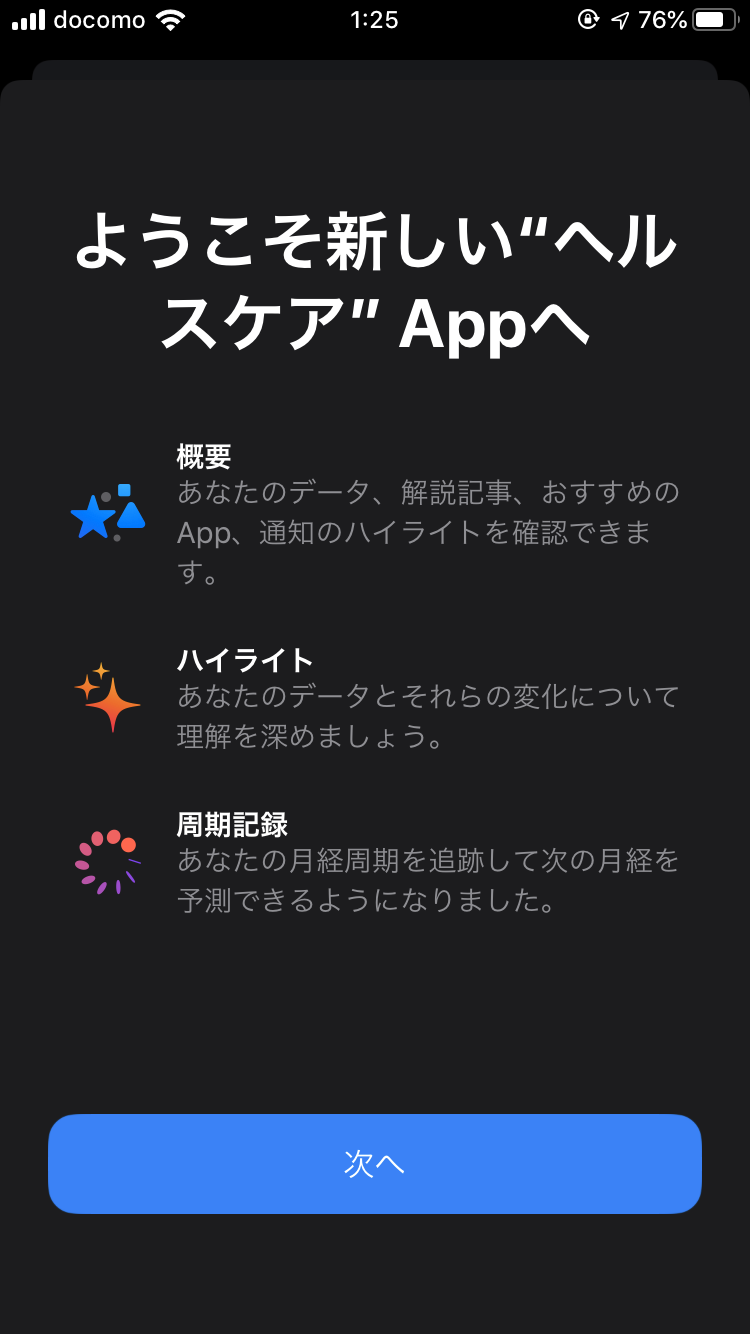 docomo 1:25 76%
ようこそ新しい“ヘル
スケア” Appへ
概要
あなたのデータ、解説記事、おすすめの
App、通知のハイライトを確認できま
す。
ハイライト
あなたのデータとそれらの変化について
理解を深めましょう。
周期記録
あなたの月経周期を追跡して次の月経を
予測できるようになりました。
次へ